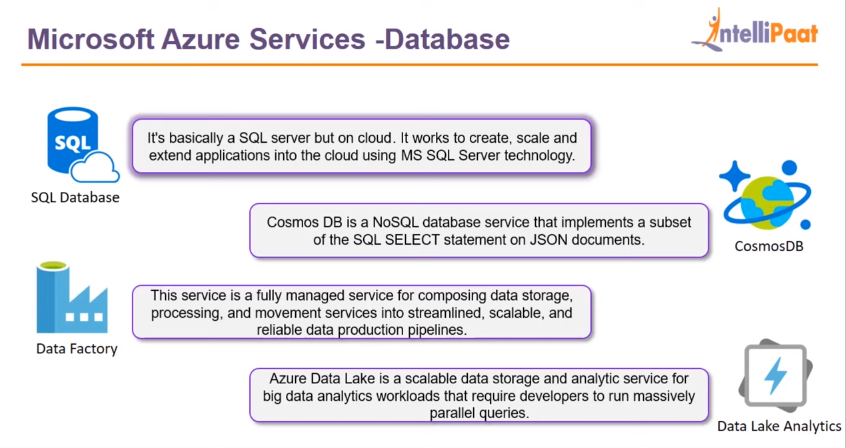 Microsoft Azure Services -Database
IntelliPaat
SQL
SQL Database
It's basically a SQL server but on cloud. It works to create, scale and
extend applications into the cloud using MS SQL Server technology.
Cosmos DB is a NoSQL database service that implements a subset
of the SQL SELECT statement on JSON documents.
CosmosDB
Data Factory
This service is a fully managed service for composing data storage,
processing, and movement services into streamlined, scalable, and
reliable data production pipelines.
Azure Data Lake is a scalable data storage and analytic service for
big data analytics workloads that require developers to run massively
parallel queries.
Data Lake Analytics